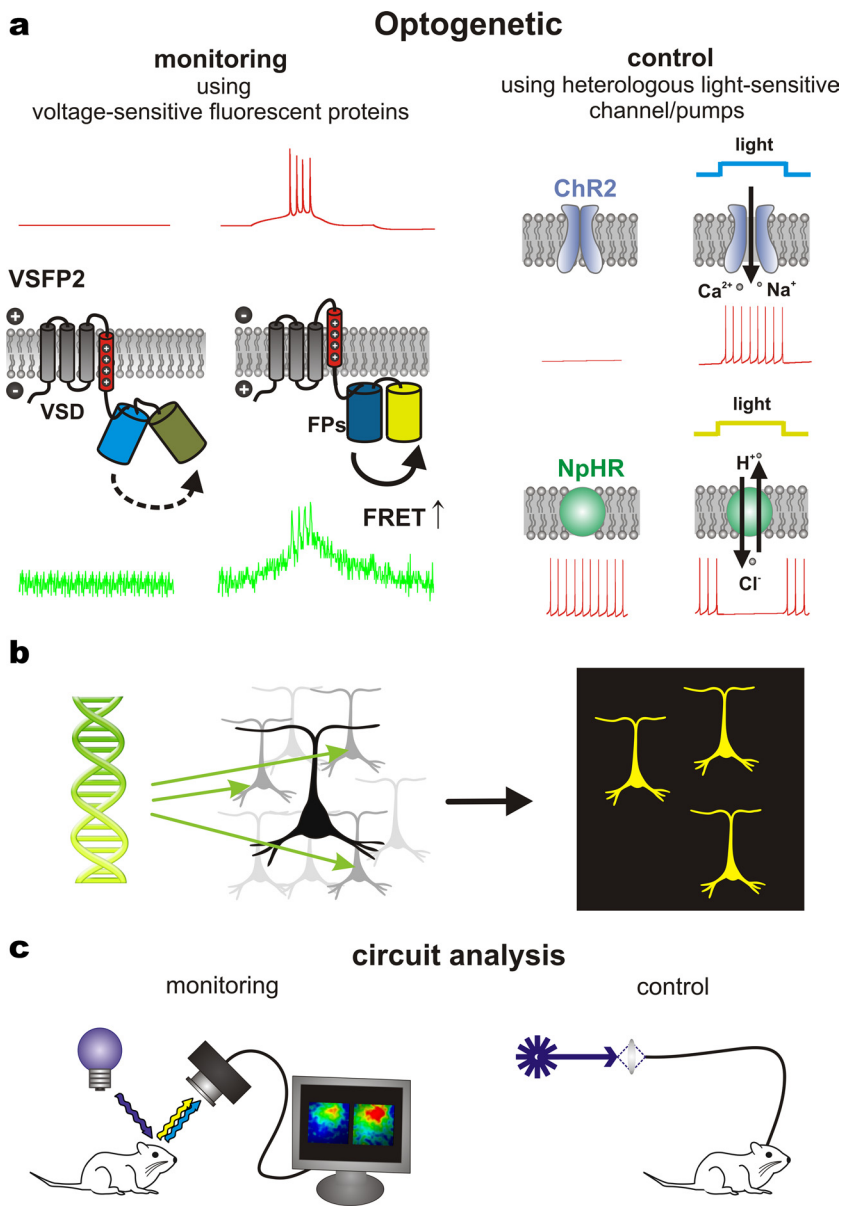 a
Optogenetic
monitoring
using
voltage-sensitive fluorescent proteins
control
using heterologous light-sensitive
channel/pumps
VSFP2
+
-
VSD
+
+
+
+
-
+
FPs
+
+
+
+
FRET ↑
ChR2
light
Ca2+
Na+
NpHR
light
H+
Cl-
b
c
circuit analysis
monitoring
control